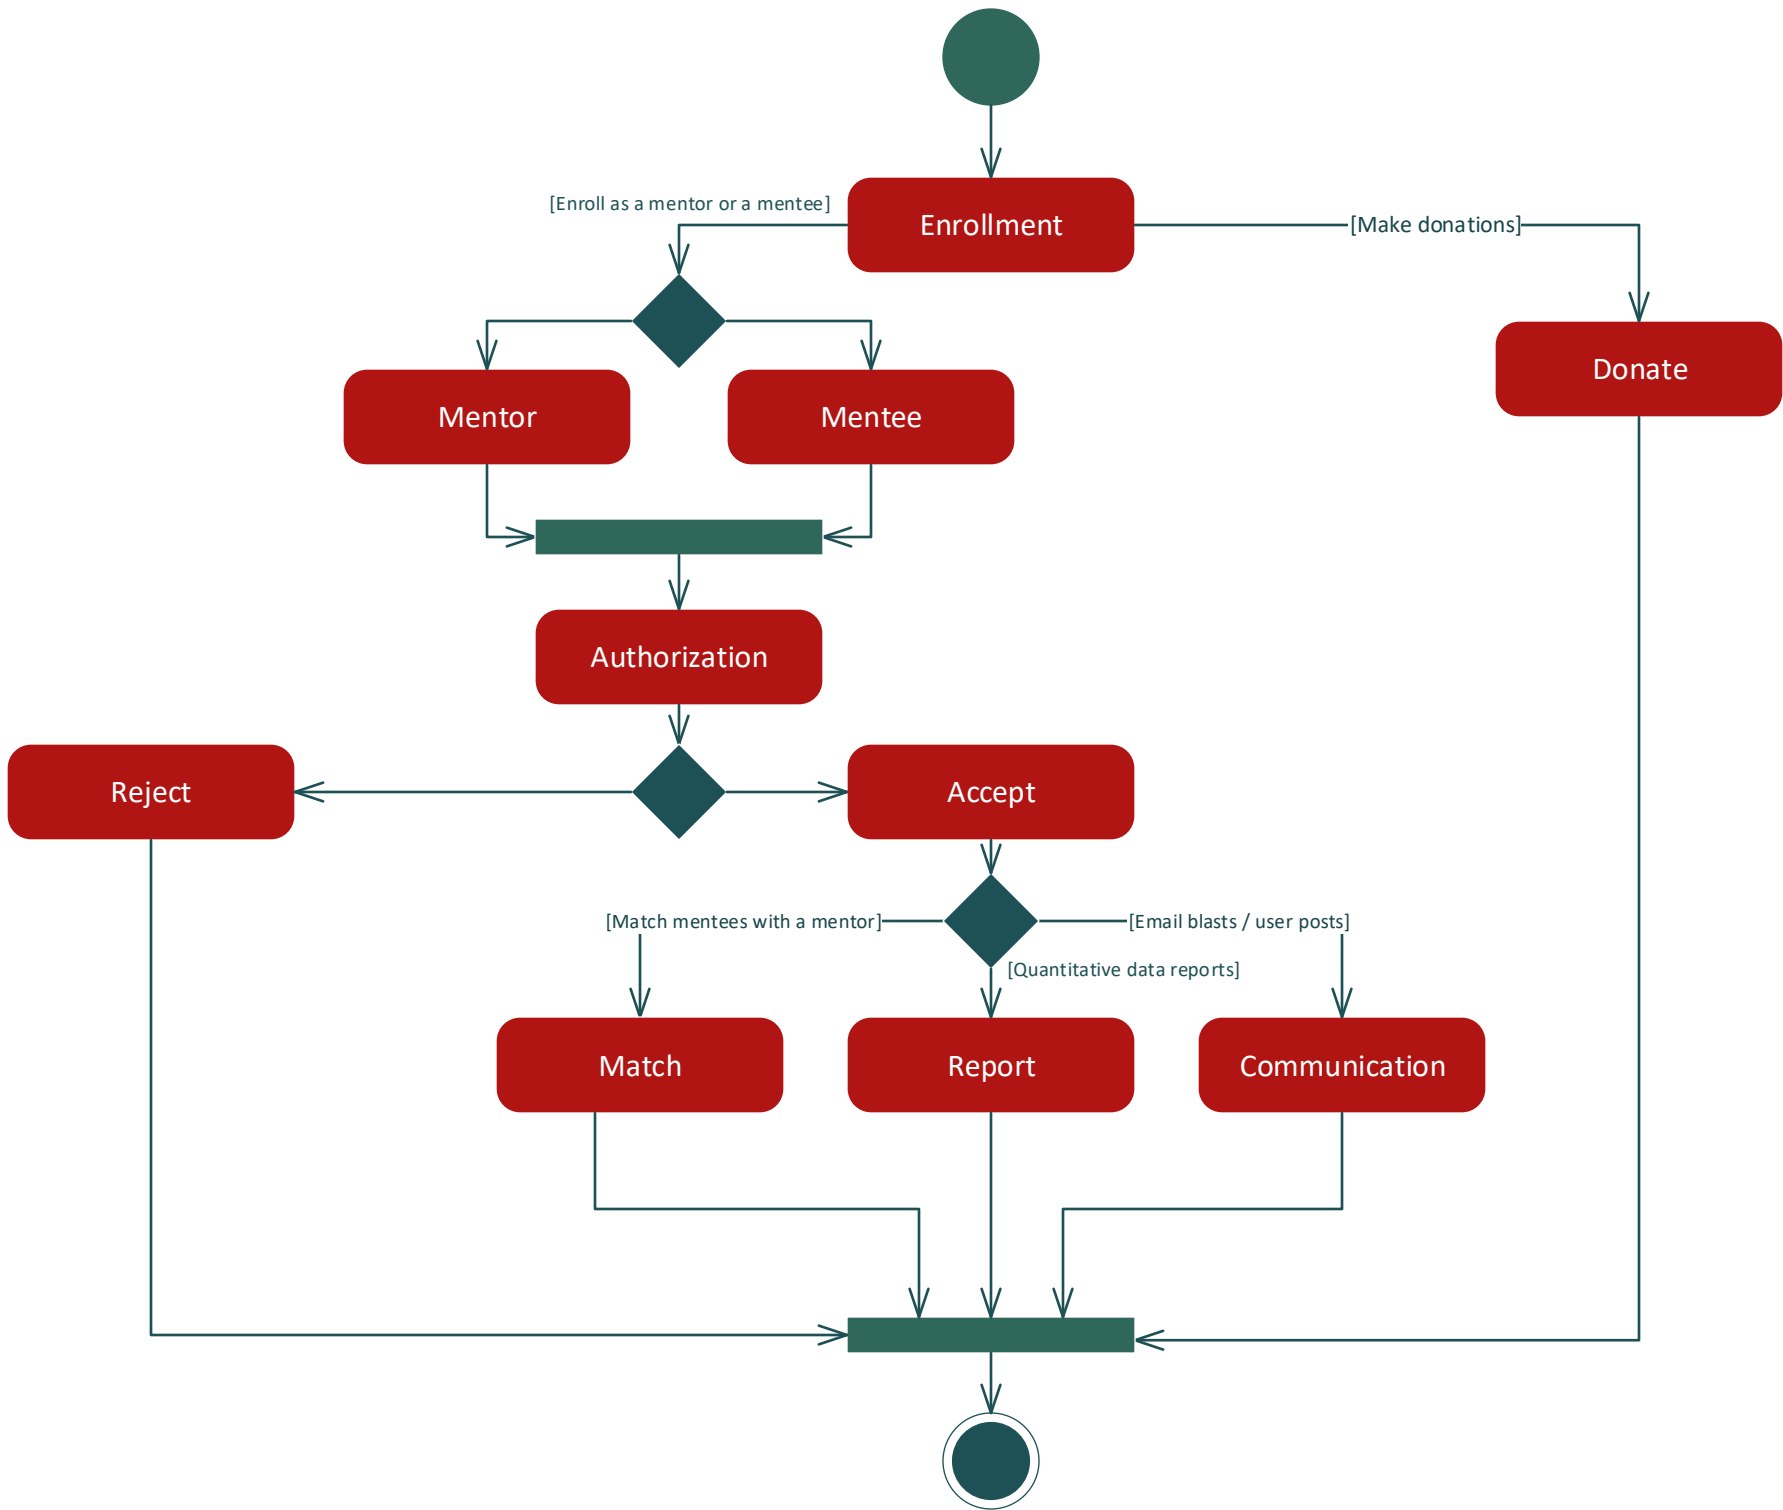 [Enroll as a mentor or a mentee]
Enrollment
[Make donations]
Donate
Mentor
Mentee
Authorization
Reject
Accept
[Match mentees with a mentor]
[Email blasts / user posts]
[Quantitative data reports]
Match
Report
Communication